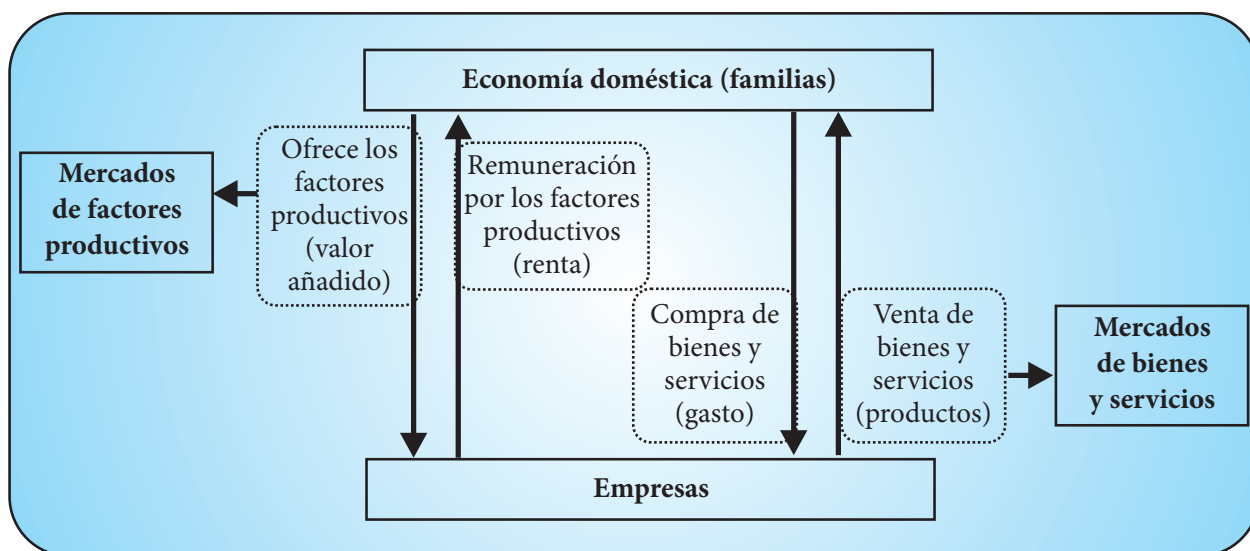 Economía doméstica (familias)
Mercados
de factores
productivos
Ofrece los
factores
productivos
(valor
añadido)
Remuneración
por los factores
productivos
(renta)
Compra de
bienes y
servicios
(gasto)
Venta de
bienes y
servicios
(productos)
Mercados
de bienes
y servicios
Empresas